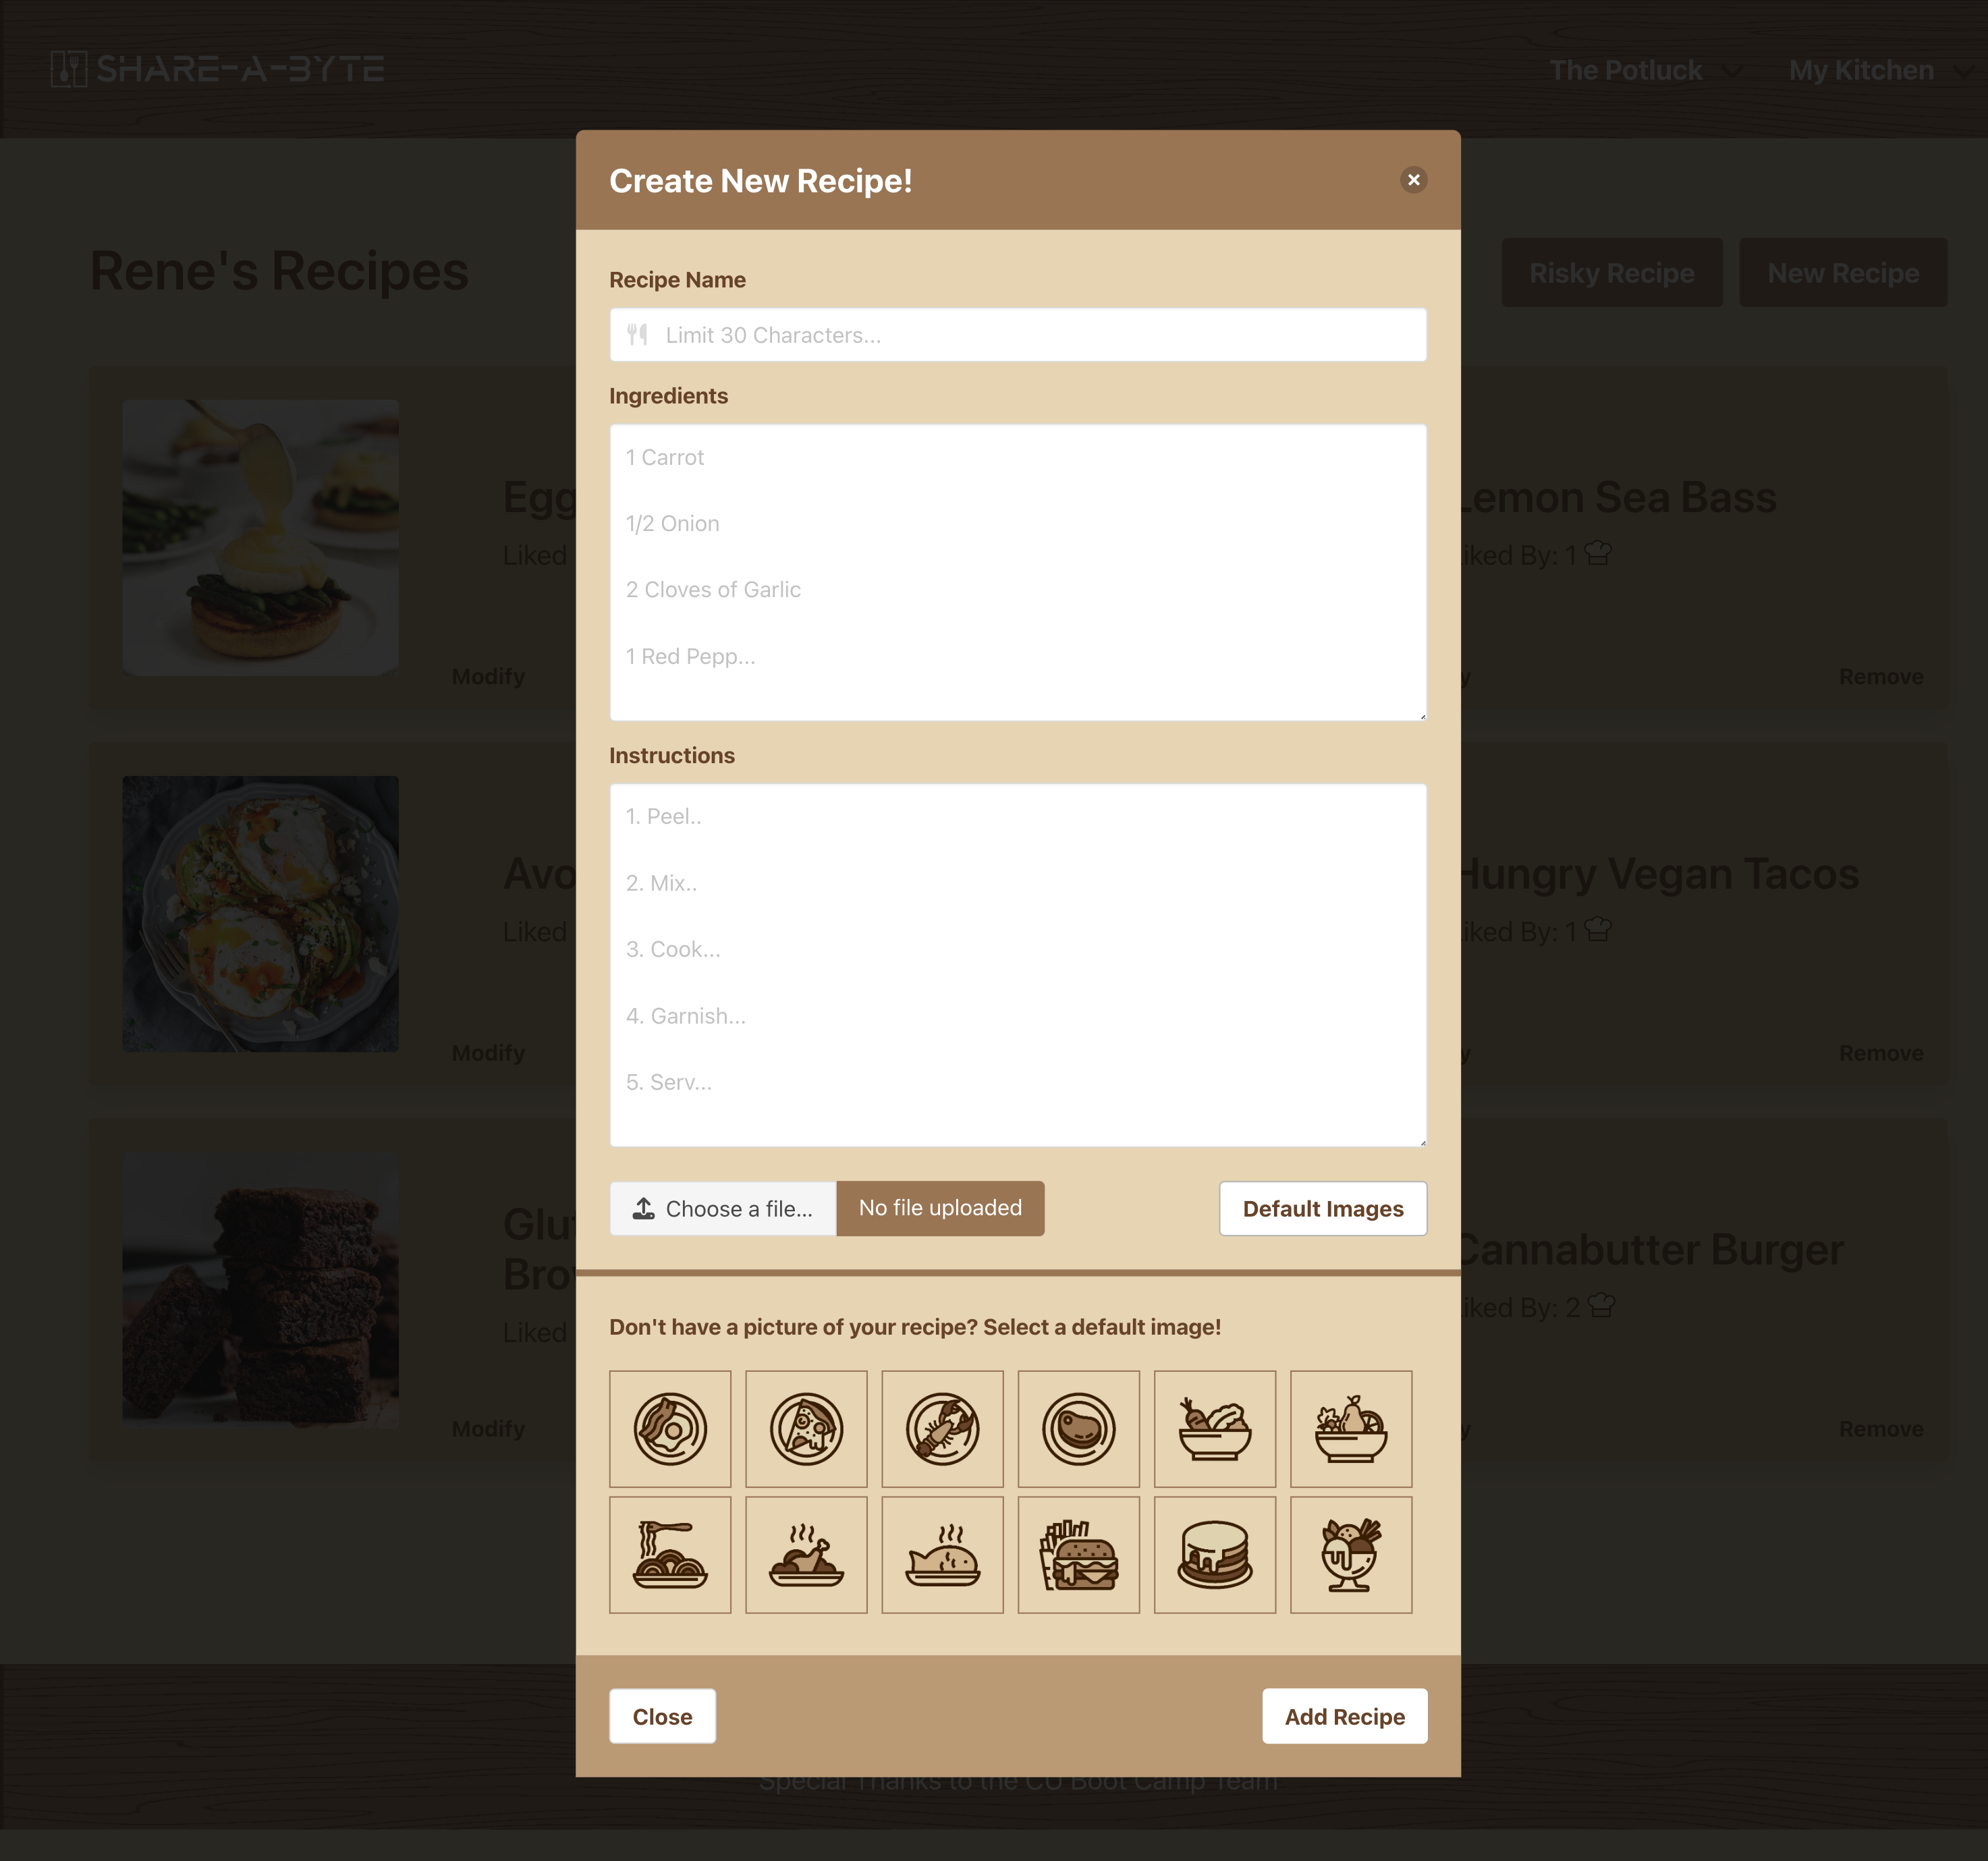 SHARE-A-BYTE
The Potluck
My Kitchen
Create New Recipe!
Rene's Recipes
Risky Recipe
New Recipe
Recipe Name
Limit 30 Characters...
Ingredients
1 Carrot
1/2 Onion
2 Cloves of Garlic
1 Red Pepp...
Instructions
1. Peel..
2. Mix..
3. Cook...
4. Garnish...
5. Serv...
Choose a file...
No file uploaded
Default Images
Don't have a picture of your recipe? Select a default image!
Close
Add Recipe
Egg
Liked
Modify
Lemon Sea Bass
iked By: 1
y
Remove
Avo
Liked
Modify
Hungry Vegan Tacos
iked By: 1
y
Remove
Glu
Bro
Liked
Modify
Cannabutter Burger
iked By: 2
y
Remove
Special Thanks to the CU Boot Camp Team